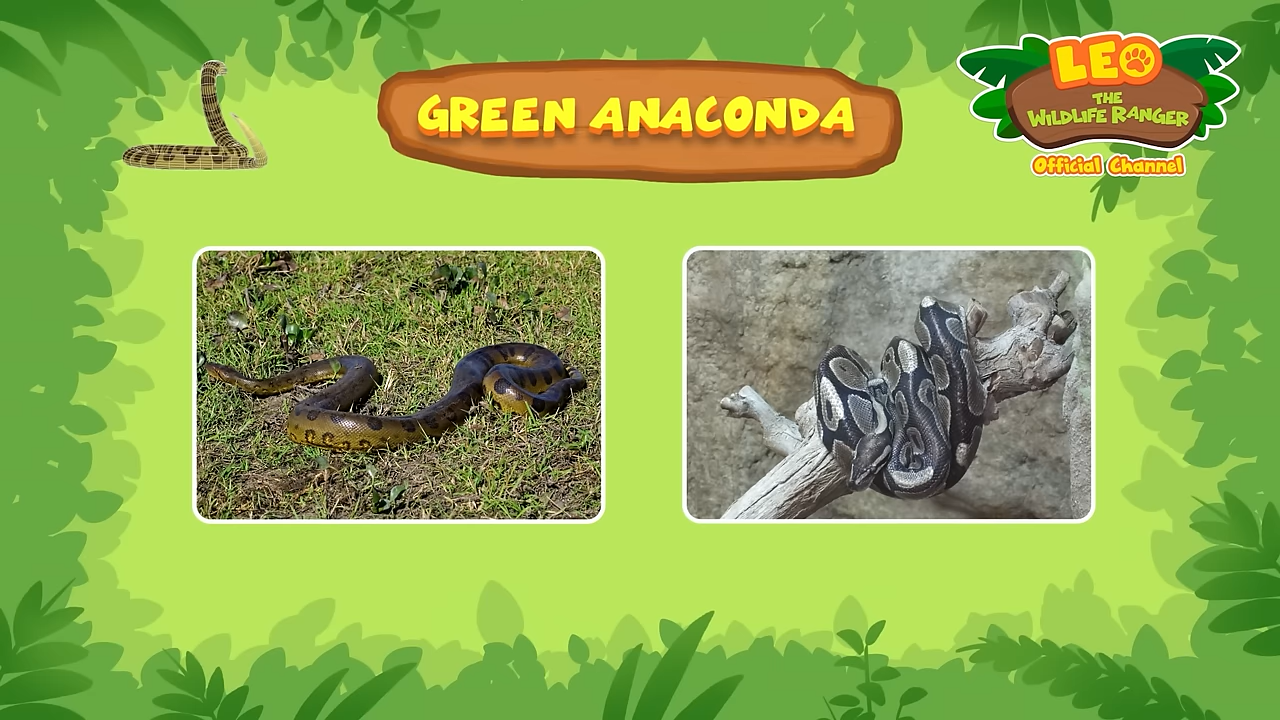 GREEN ANACONDA
LEO
THE
WILDLIFE RANGER
Official Channel